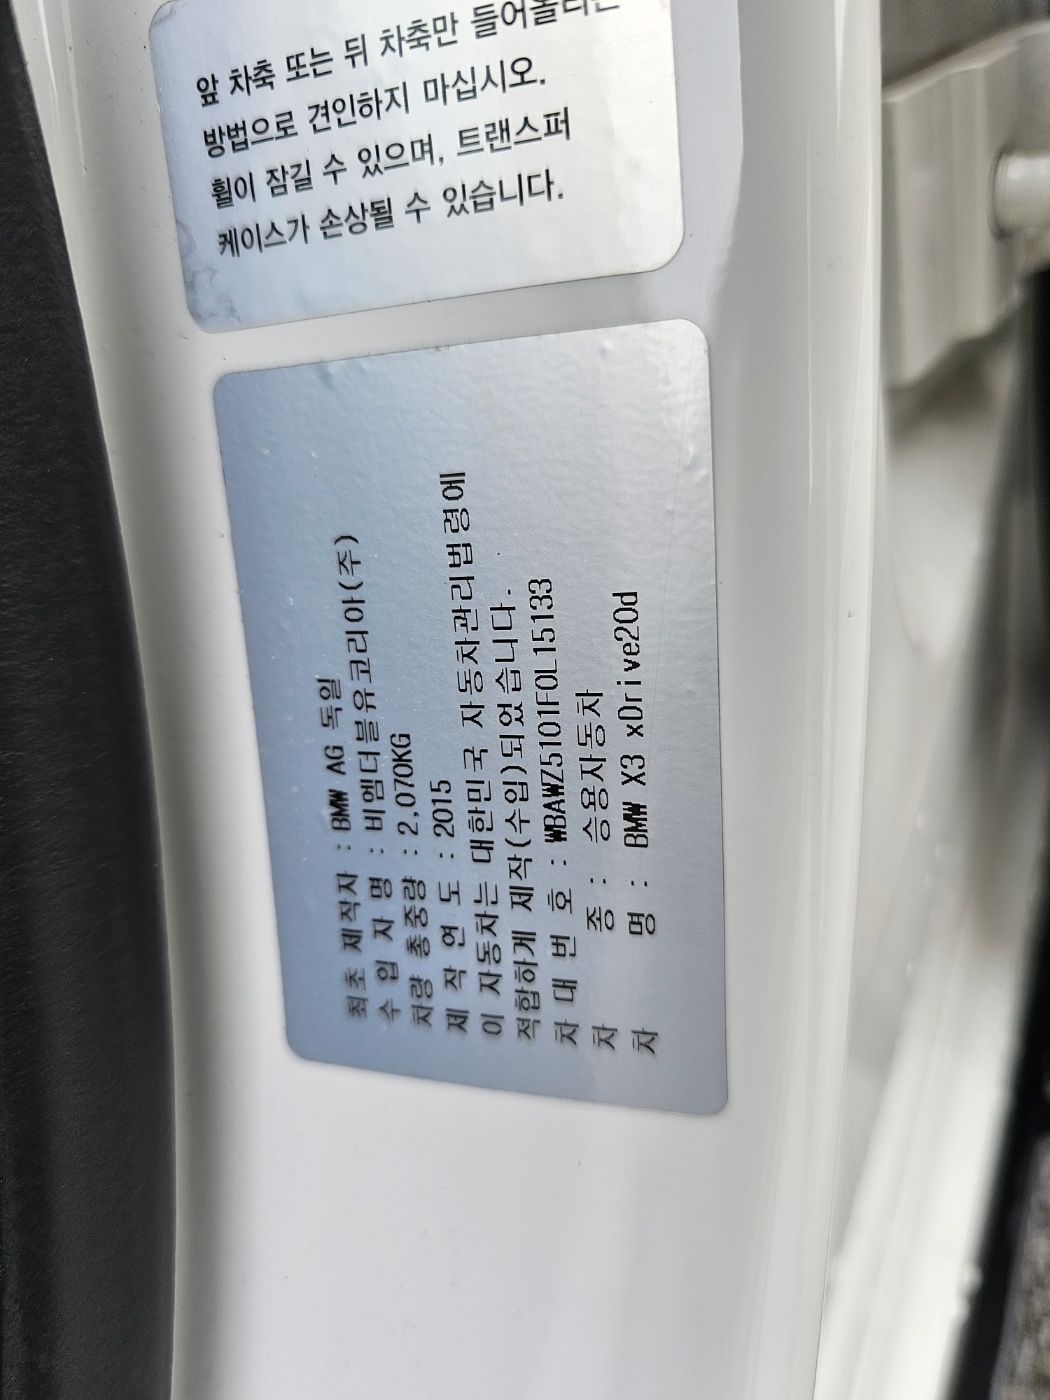 앞 차축 또는 뒤 차축만 들어올리는
방법으로 견인하지 마십시오.
휠이 잠길 수 있으며, 트랜스퍼
케이스가 손상될 수 있습니다.
최초 제작자 : BMW AG 독일
수 입 자 명 : 비엠더블유코리아(주)
차량 총중량 : 2,070KG
제 작 연 도 : 2015
이 자동차는 대한민국 자동차관리법령에
적합하게 제작(수입)되었습니다.
차 대 번 호 : WBAWZ5101F0L15133
차 종 : 승용자동차
차 명 : BMW X3 xDrive20d